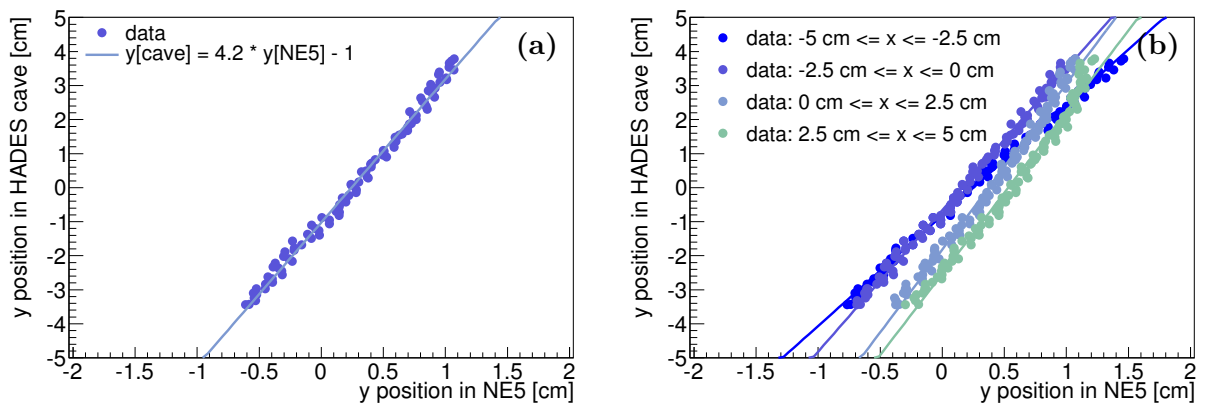 y position in HADES cave [cm]
5
4
3
2
1
0
-1
-2
-3
-4
-5
data
y[cave] = 4.2 * y[NE5] - 1
(a)
-2 -1.5 -1 -0.5 0 0.5 1 1.5 2
y position in NE5 [cm]
y position in HADES cave [cm]
5
4
3
2
1
0
-1
-2
-3
-4
-5
data: -5 cm <= x <= -2.5 cm
data: -2.5 cm <= x <= 0 cm
data: 0 cm <= x <= 2.5 cm
data: 2.5 cm <= x <= 5 cm
(b)
-2 -1.5 -1 -0.5 0 0.5 1 1.5 2
y position in NE5 [cm]